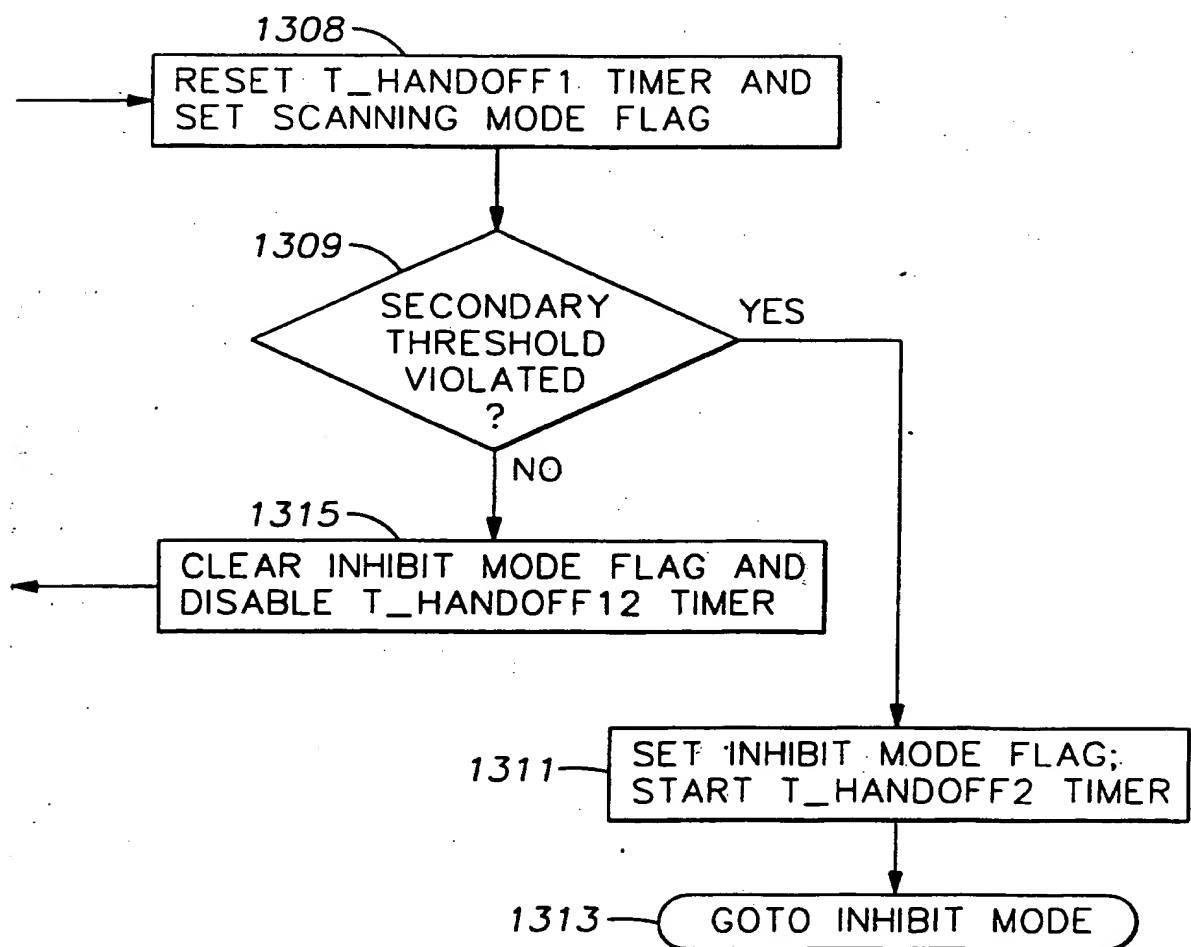 1308
RESET T_HANDOFF1 TIMER AND
SET SCANNING MODE FLAG
1309
SECONDARY
THRESHOLD
VIOLATED
?
YES
NO
1315
CLEAR INHIBIT MODE FLAG AND
DISABLE T_HANDOFF12 TIMER
1311
SET INHIBIT MODE FLAG;
START T_HANDOFF2 TIMER
1313
GOTO INHIBIT MODE